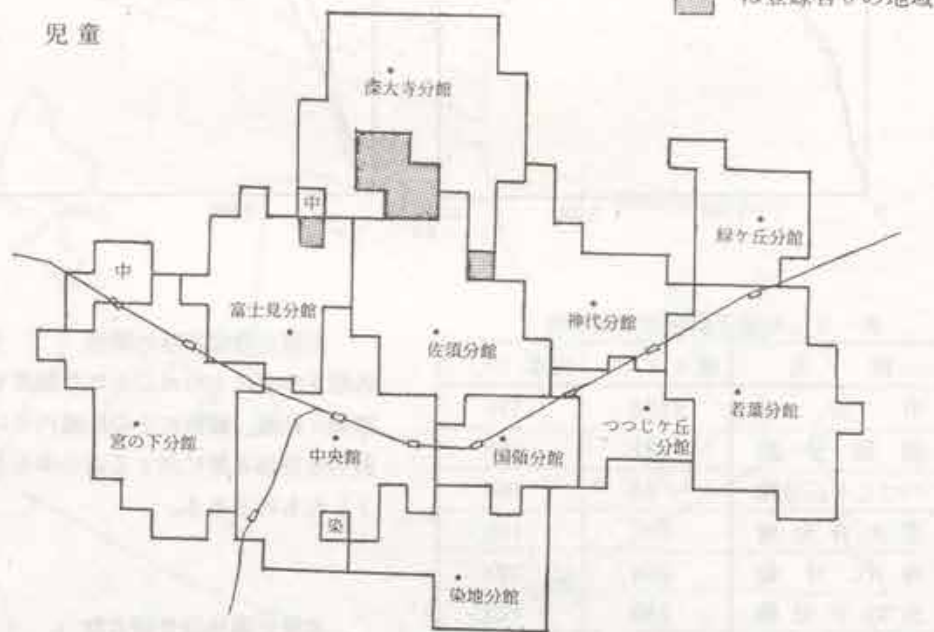 は登録者0の地域
児童
深大寺分館
中
緑ケ丘分館
中
富士見分館
神代分館
佐須分館
若葉分館
つつじケ丘
分館
宮の下分館
中央館
国領分館
染
染地分館